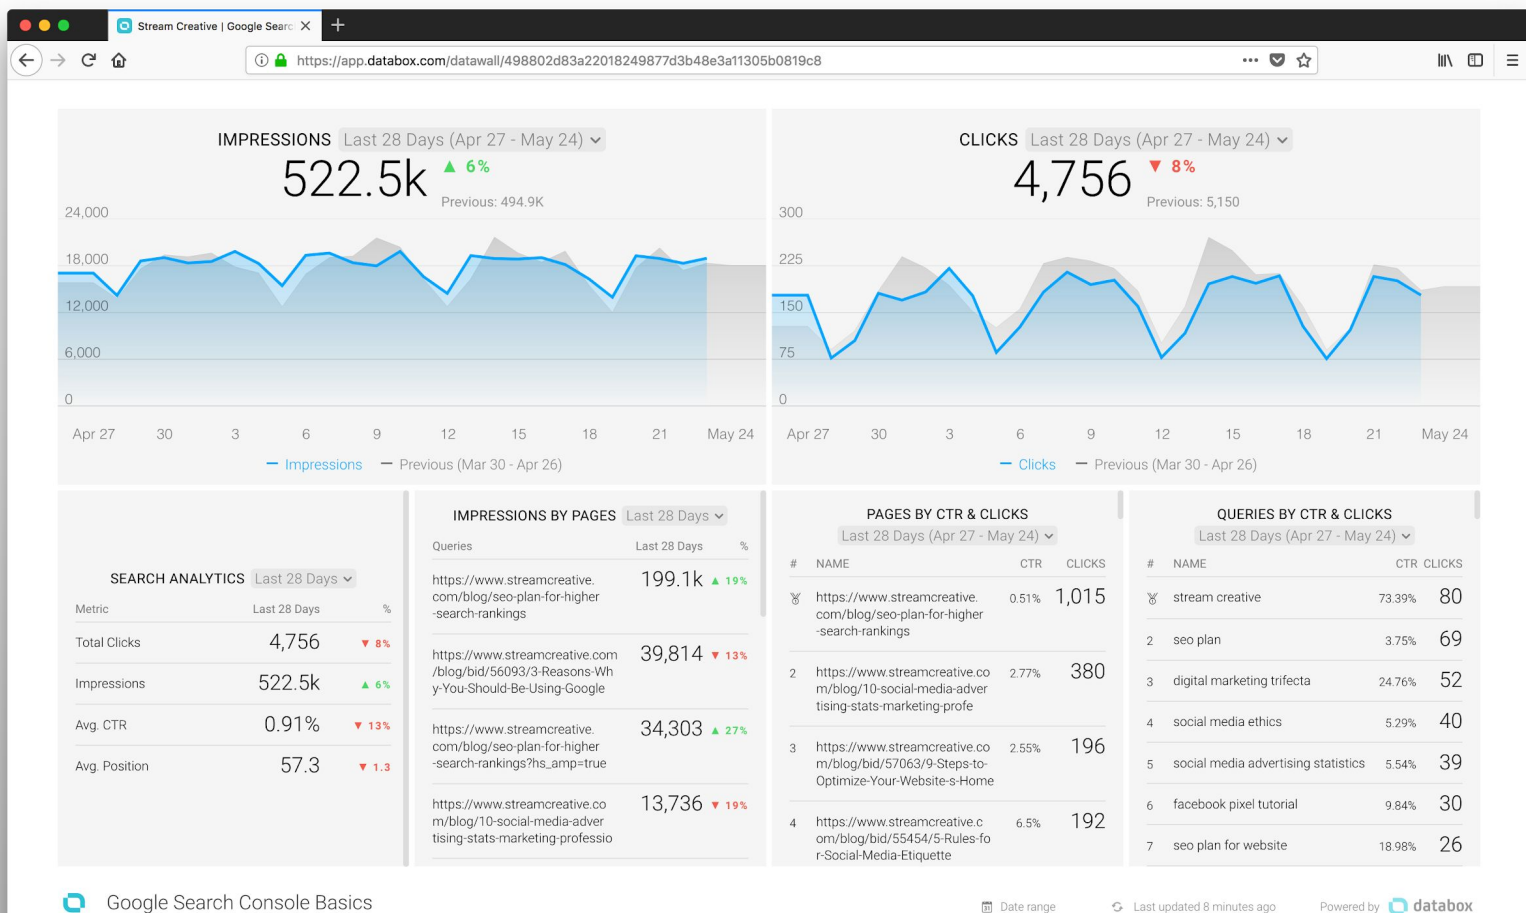 Stream Creative | Google Searc
https://app.databox.com/datawall/498802d83a22018249877d3b48e3a11305b0819c8
IMPRESSIONS Last 28 Days (Apr 27 - May 24)
522.5k ▲ 6%
Previous: 494.9K
24,000
18,000
12,000
6,000
0
Apr 27 30 3 6 9 12 15 18 21 May 24
Impressions Previous (Mar 30 - Apr 26)
CLICKS Last 28 Days (Apr 27 - May 24)
4,756 ▼ 8%
Previous: 5,150
300
225
150
75
0
Apr 27 30 3 6 9 12 15 18 21 May 24
Clicks Previous (Mar 30 - Apr 26)
SEARCH ANALYTICS Last 28 Days
Metric Last 28 Days %
Total Clicks 4,756 ▼ 8%
Impressions 522.5k ▲ 6%
Avg. CTR 0.91% ▼ 13%
Avg. Position 57.3 ▼ 1.3
IMPRESSIONS BY PAGES Last 28 Days
Queries Last 28 Days %
https://www.streamcreative. 199.1k ▲ 19%
com/blog/seo-plan-for-higher
-search-rankings
https://www.streamcreative.com 39,814 ▼ 13%
/blog/bid/56093/3-Reasons-Wh
y-You-Should-Be-Using-Google
https://www.streamcreative. 34,303 ▲ 27%
com/blog/seo-plan-for-higher
-search-rankings?hs_amp=true
https://www.streamcreative.co 13,736 ▼ 19%
m/blog/10-social-media-adver
tising-stats-marketing-professio
PAGES BY CTR & CLICKS
Last 28 Days (Apr 27 - May 24)
# NAME CTR CLICKS
https://www.streamcreative. 0.51% 1,015
com/blog/seo-plan-for-higher
-search-rankings
2 https://www.streamcreative.co 2.77% 380
m/blog/10-social-media-adver
tising-stats-marketing-profe
3 https://www.streamcreative.co 2.55% 196
m/blog/bid/57063/9-Steps-to-
Optimize-Your-Website-s-Home
4 https://www.streamcreative.c 6.5% 192
om/blog/bid/55454/5-Rules-fo
r-Social-Media-Etiquette
QUERIES BY CTR & CLICKS
Last 28 Days (Apr 27 - May 24)
# NAME CTR CLICKS
stream creative 73.39% 80
2 seo plan 3.75% 69
3 digital marketing trifecta 24.76% 52
4 social media ethics 5.29% 40
5 social media advertising statistics 5.54% 39
6 facebook pixel tutorial 9.84% 30
7 seo plan for website 18.98% 26
Google Search Console Basics
Date range
Last updated 8 minutes ago
Powered by databox